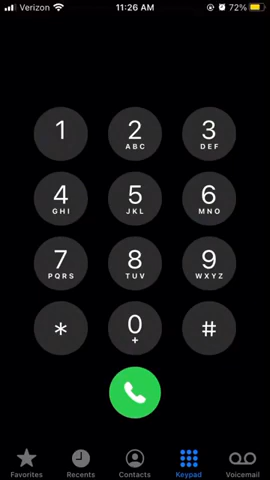 Verizon 11:26 AM 72%
1 2 3
ABC DEF
4 5 6
GHI JKL MNO
7 8 9
PQRS TUV WXYZ
* 0 #
+
Favorites Recents Contacts Keypad Voicemail